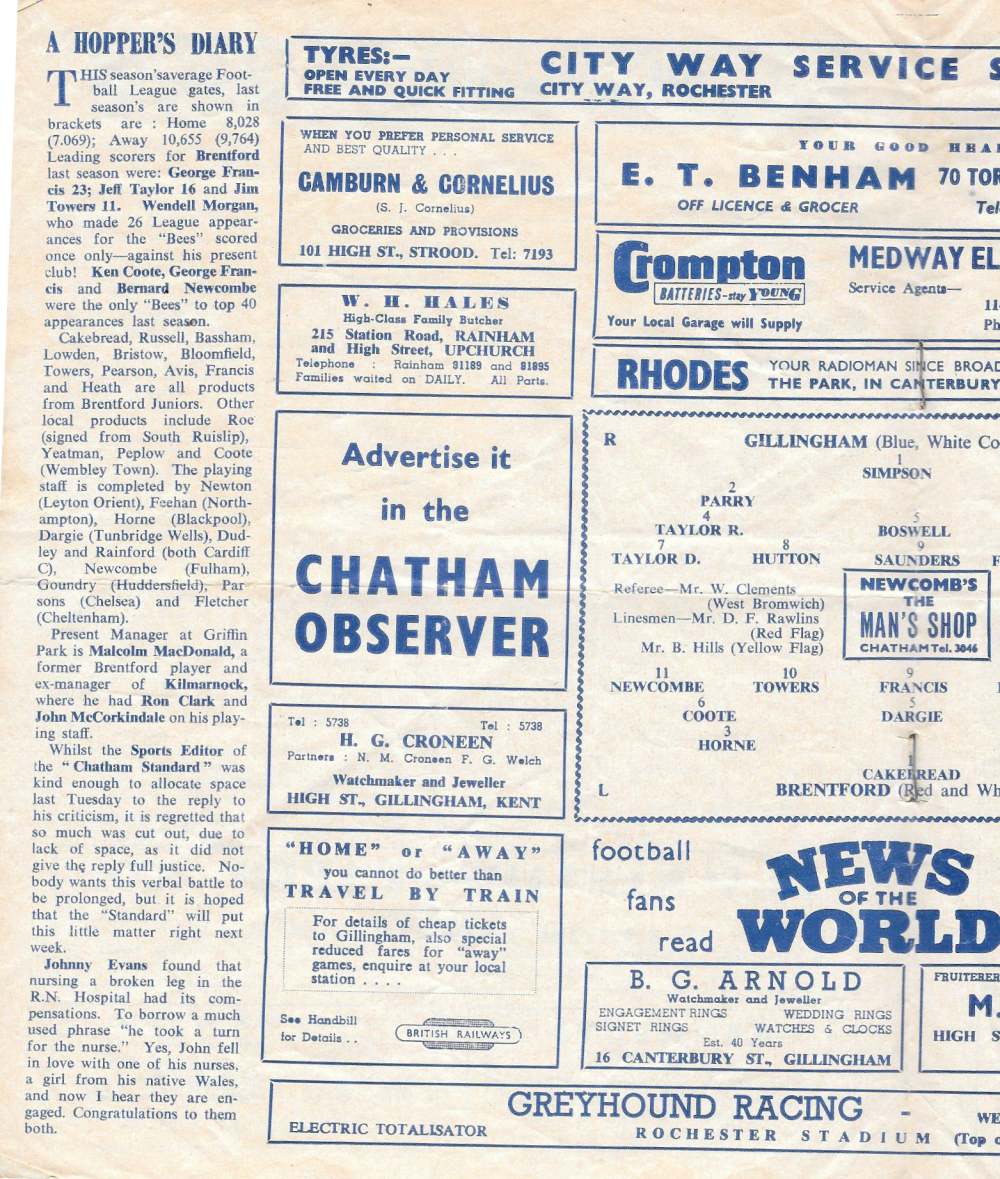 A HOPPER'S DIARY
THIS season'saverage Foot-
ball League gates, last
season's are shown in
brackets are : Home 8,028
(7.069); Away 10,655 (9,764)
Leading scorers for Brentford
last season were: George Fran-
cis 23; Jeff Taylor 16 and Jim
Towers 11. Wendell Morgan,
who made 26 League appear-
ances for the "Bees" scored
once only—against his present
club! Ken Coote, George Fran-
cis and Bernard Newcombe
were the only "Bees" to top 40
appearances last season.
Cakebread, Russell, Bassham,
Lowden, Bristow, Bloomfield,
Towers, Pearson, Avis, Francis
and Heath are all products
from Brentford Juniors. Other
local products include Roe
(signed from South Ruislip),
Yeatman, Peplow and Coote
(Wembley Town). The playing
staff is completed by Newton
(Leyton Orient), Feehan (North-
ampton), Horne (Blackpool),
Dargie (Tunbridge Wells), Dud-
ley and Rainford (both Cardiff
C), Newcombe (Fulham),
Goundry (Huddersfield), Par-
sons (Chelsea) and Fletcher
(Cheltenham).
Present Manager at Griffin
Park is Malcolm MacDonald, a
former Brentford player and
ex-manager of Kilmarnock,
where he had Ron Clark and
John McCorkindale on his play-
ing staff.
Whilst the Sports Editor of
the "Chatham Standard" was
kind enough to allocate space
last Tuesday to the reply to
his criticism, it is regretted that
so much was cut out, due to
lack of space, as it did not
give the reply full justice. No-
body wants this verbal battle to
be prolonged, but it is hoped
that the "Standard" will put
this little matter right next
week.
Johnny Evans found that
nursing a broken leg in the
R.N. Hospital had its com-
pensations. To borrow a much
used phrase "he took a turn
for the nurse." Yes, John fell
in love with one of his nurses,
a girl from his native Wales,
and now I hear they are en-
gaged. Congratulations to them
both.
TYRES:—
OPEN EVERY DAY
FREE AND QUICK FITTING
CITY WAY SERVICE S
CITY WAY, ROCHESTER
WHEN YOU PREFER PERSONAL SERVICE
AND BEST QUALITY . . .
CAMBURN & CORNELIUS
(S. J. Cornelius)
GROCERIES AND PROVISIONS
101 HIGH ST., STROOD. Tel: 7193
YOUR GOOD HEA
E. T. BENHAM 70 TOR
OFF LICENCE & GROCER Tel
Crompton
BATTERIES-stay YOUNG
Your Local Garage will Supply
MEDWAY EL
Service Agents—
11
Ph
W. H. HALES
High-Class Family Butcher
215 Station Road, RAINHAM
and High Street, UPCHURCH
Telephone : Rainham 81189 and 81895
Families waited on DAILY. All Parts.
RHODES
YOUR RADIOMAN SINCE BROAD
THE PARK, IN CANTERBURY
Advertise it
in the
CHATHAM
OBSERVER
R GILLINGHAM (Blue, White Co
1
SIMPSON
2
PARRY
4 5
TAYLOR R. BOSWELL
7 8 9
TAYLOR D. HUTTON SAUNDERS F
Referee—Mr. W. Clements
(West Bromwich)
Linesmen—Mr. D. F. Rawlins
(Red Flag)
Mr. B. Hills (Yellow Flag)
NEWCOMB'S
THE
MAN'S SHOP
CHATHAM Tel. 3046
11 10 9
NEWCOMBE TOWERS FRANCIS
6 5
COOTE DARGIE
3
HORNE
1
CAKEBREAD
L BRENTFORD (Red and Wh
Tel : 5738 Tel : 5738
H. G. CRONEEN
Partners : N. M. Croneen F. G. Welch
Watchmaker and Jeweller
HIGH ST., GILLINGHAM, KENT
"HOME" or "AWAY"
you cannot do better than
TRAVEL BY TRAIN
For details of cheap tickets
to Gillingham, also special
reduced fares for "away"
games, enquire at your local
station . . . .
See Handbill
for Details . .
BRITISH RAILWAYS
football
fans
read
NEWS
OF THE
WORLD
B. G. ARNOLD
Watchmaker and Jeweller
ENGAGEMENT RINGS WEDDING RINGS
SIGNET RINGS WATCHES & CLOCKS
Est. 40 Years
16 CANTERBURY ST., GILLINGHAM
FRUITERER
M.
HIGH S
GREYHOUND RACING - WE
ELECTRIC TOTALISATOR ROCHESTER STADIUM (Top o